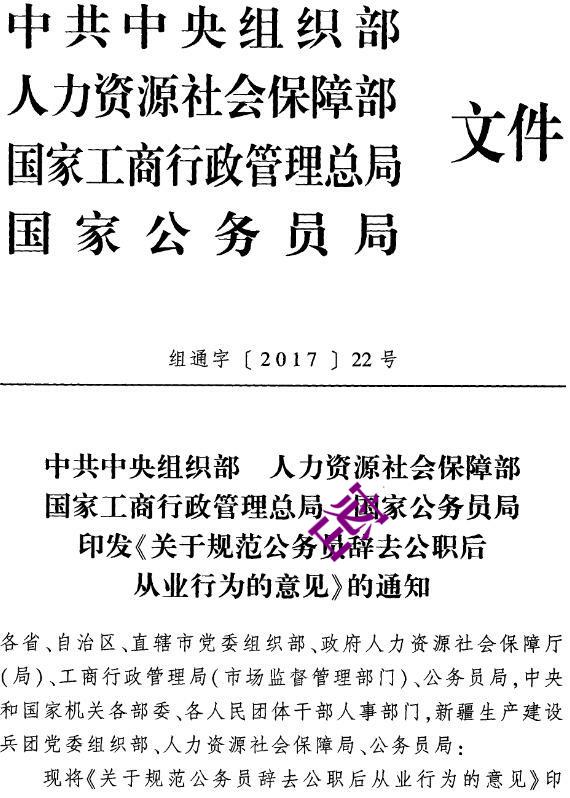 中共中央组织部
人力资源社会保障部
国家工商行政管理总局
国家公务员局
文件
组通字〔2017〕22号
中共中央组织部 人力资源社会保障部
国家工商行政管理总局 国家公务员局
印发《关于规范公务员辞去公职后
从业行为的意见》的通知
各省、自治区、直辖市党委组织部、政府人力资源社会保障厅
(局)、工商行政管理局(市场监督管理部门)、公务员局,中央
和国家机关各部委、各人民团体干部人事部门,新疆生产建设
兵团党委组织部、人力资源社会保障局、公务员局:
现将《关于规范公务员辞去公职后从业行为的意见》印